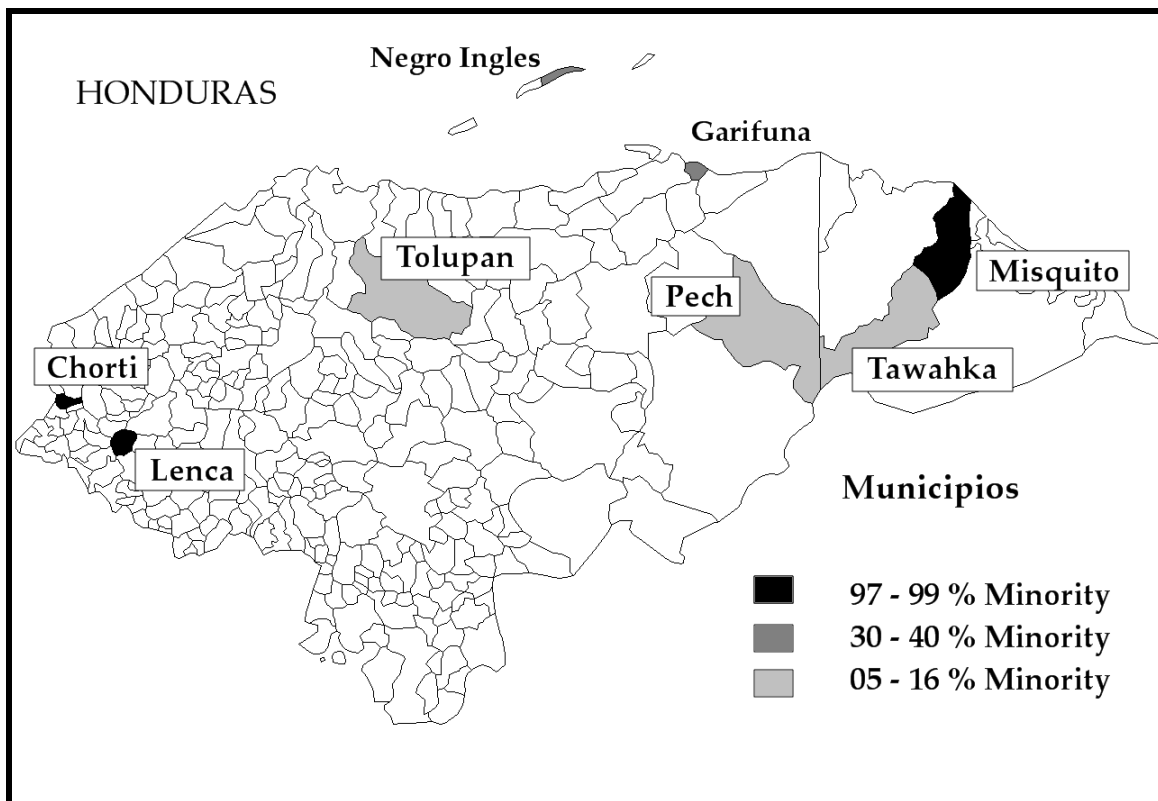 Negro Ingles
HONDURAS
Garifuna
Tolupan
Misquito
Pech
Chorti
Tawahka
Lenca
Municipios
97 - 99 % Minority
30 - 40 % Minority
05 - 16 % Minority